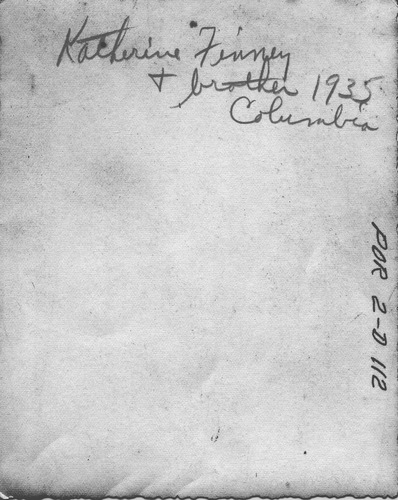 Katherine Finney
+ brother 1935
Columbia
POR 2-D 112